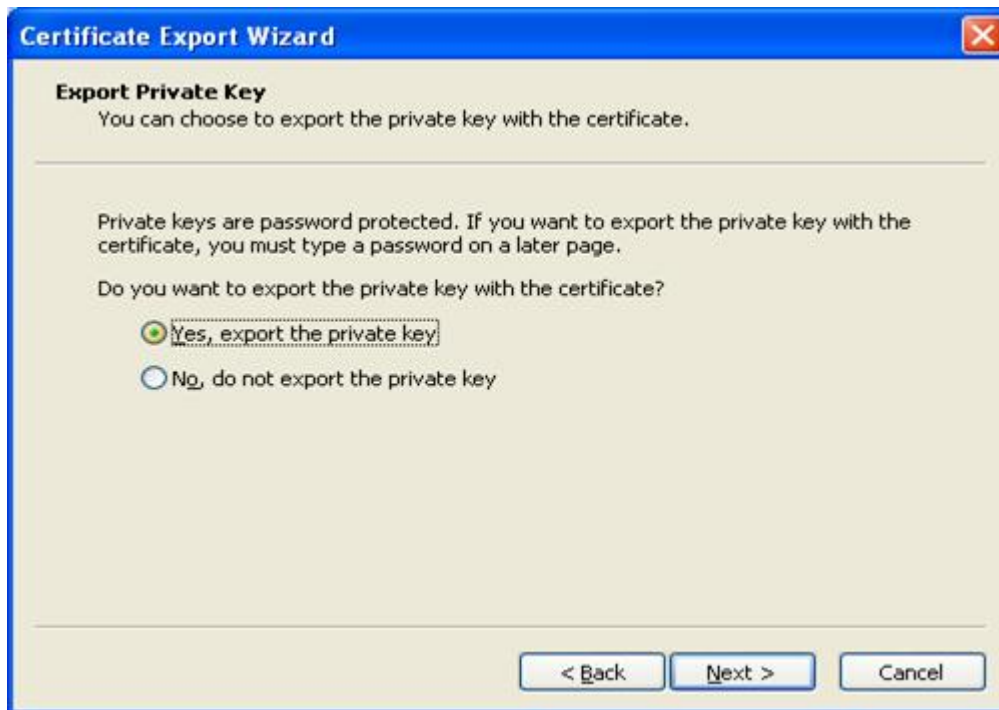 Certificate Export Wizard
Export Private Key
You can choose to export the private key with the certificate.
Private keys are password protected. If you want to export the private key with the
certificate, you must type a password on a later page.
Do you want to export the private key with the certificate?
Yes, export the private key
No, do not export the private key
< Back Next > Cancel